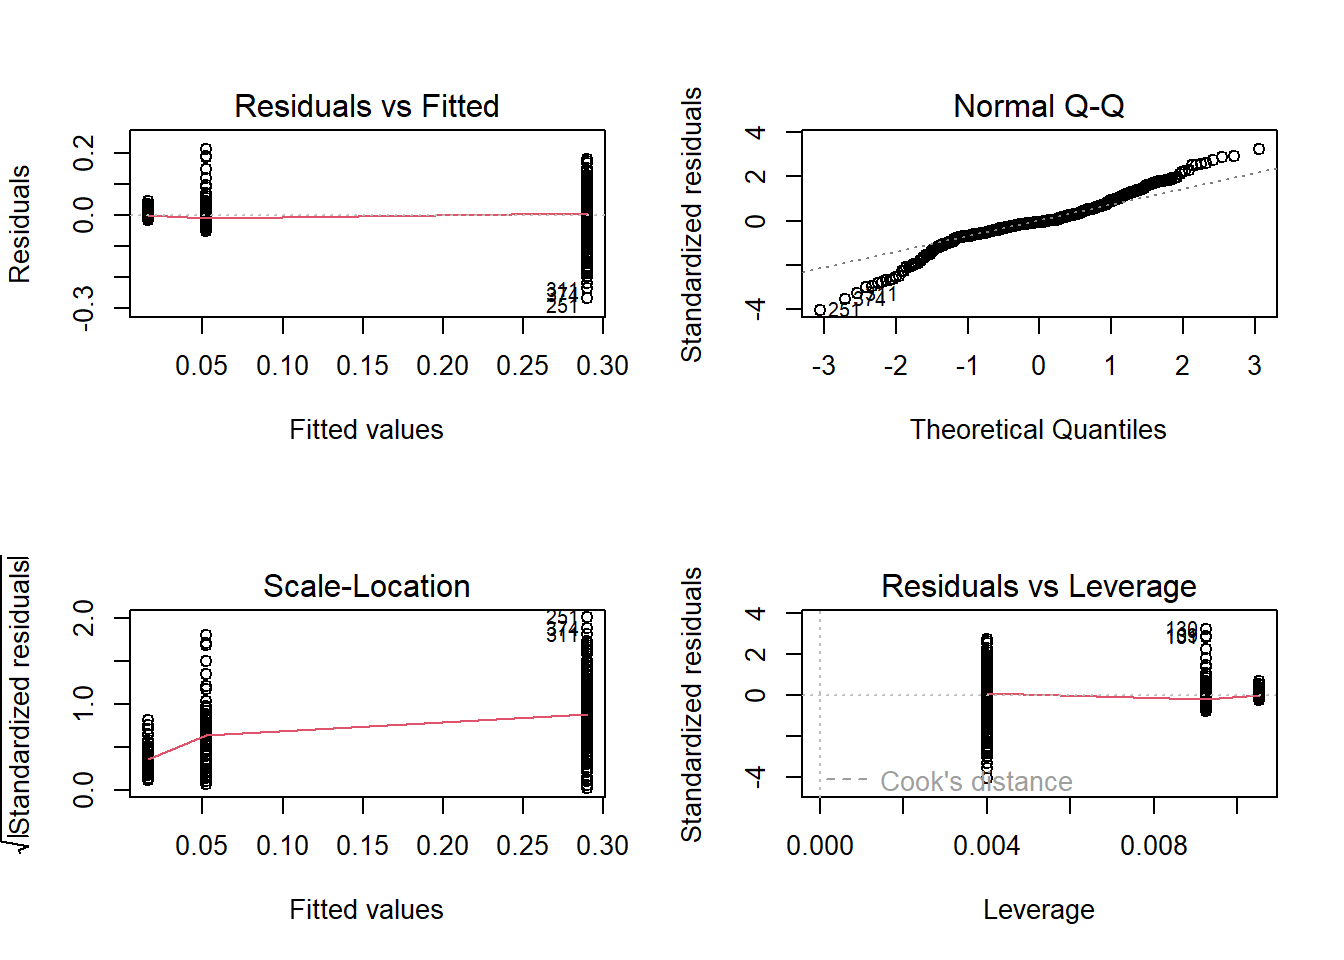 Residuals vs Fitted
Residuals
0.2
0.0
-0.3
311
374
251
0.05 0.10 0.15 0.20 0.25 0.30
Fitted values
Normal Q-Q
Standardized residuals
4
2
0
-4
251
374
311
-3 -2 -1 0 1 2 3
Theoretical Quantiles
Scale-Location
√|Standardized residuals|
2.0
1.0
0.0
251
374
311
0.05 0.10 0.15 0.20 0.25 0.30
Fitted values
Residuals vs Leverage
Standardized residuals
4
2
0
-4
130
Cook's distance
0.000 0.004 0.008
Leverage